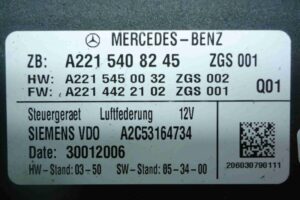 MERCEDES-BENZ
ZB: A221 540 82 45 ZGS 001
HW: A221 545 00 32 ZGS 002
FW: A221 442 21 02 ZGS 001 Q01
Steuergeraet Luftfederung 12V
SIEMENS VDO A2C53164734
Date: 30012006
HW-Stand: 03-50 SW-Stand: 05-34-00